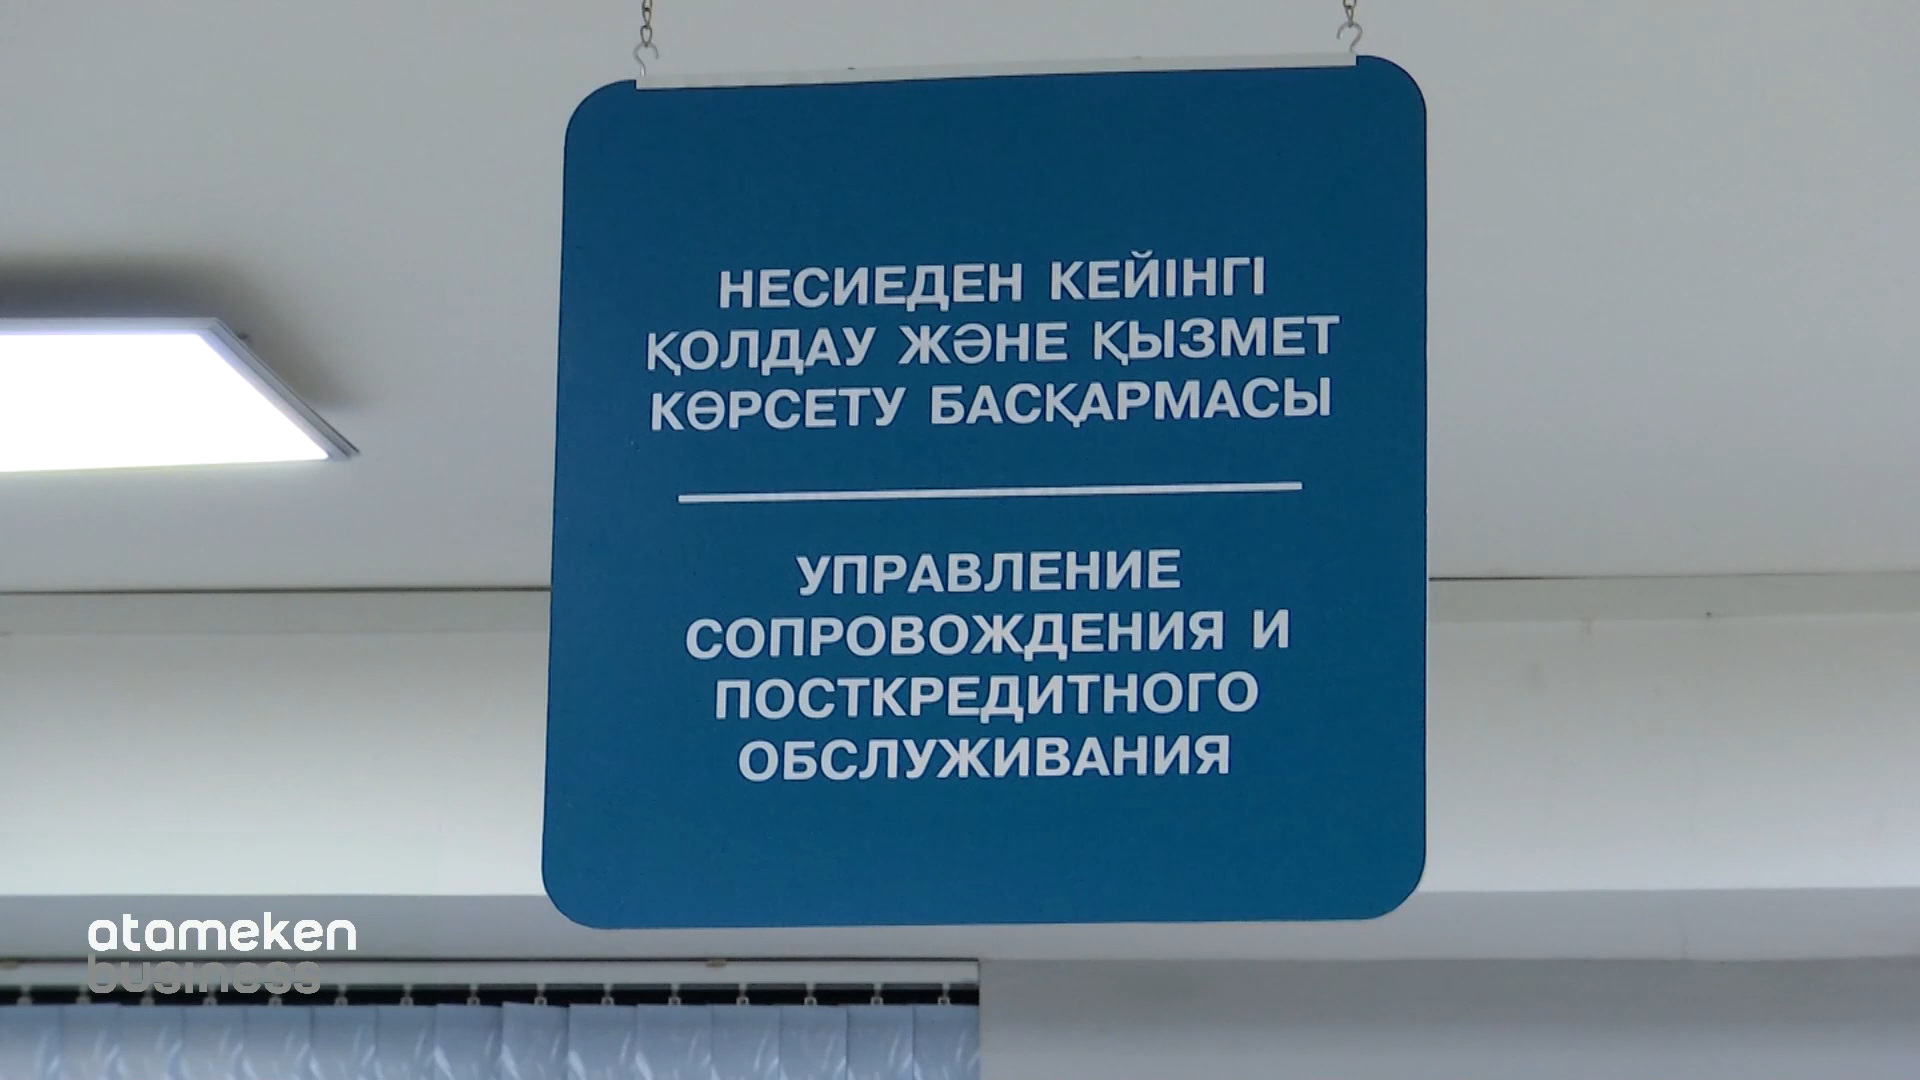 НЕСИЕДЕН КЕЙІНГІ
ҚОЛДАУ ЖӘНЕ ҚЫЗМЕТ
КӨРСЕТУ БАСҚАРМАСЫ
УПРАВЛЕНИЕ
СОПРОВОЖДЕНИЯ И
ПОСТКРЕДИТНОГО
ОБСЛУЖИВАНИЯ
atameken
business